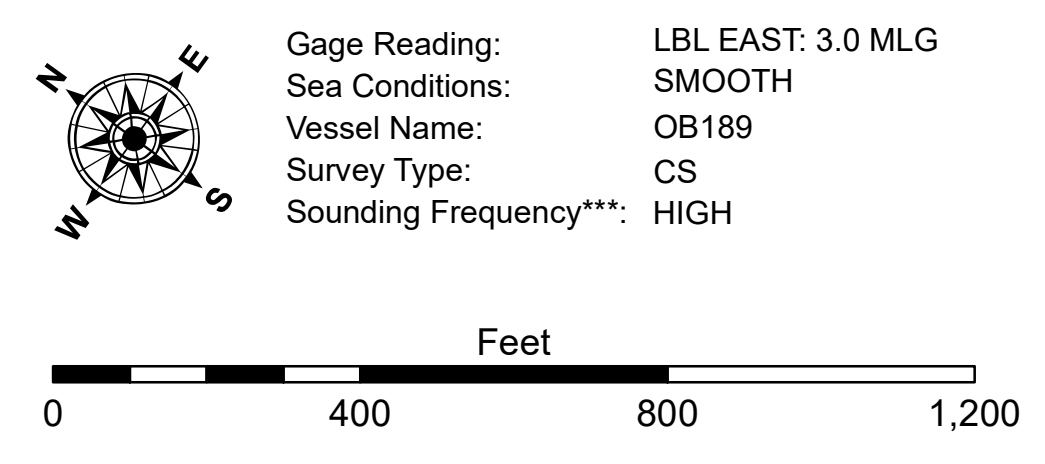 N
E
W
S
Gage Reading: LBL EAST: 3.0 MLG
Sea Conditions: SMOOTH
Vessel Name: OB189
Survey Type: CS
Sounding Frequency***: HIGH
Feet
0 400 800 1,200